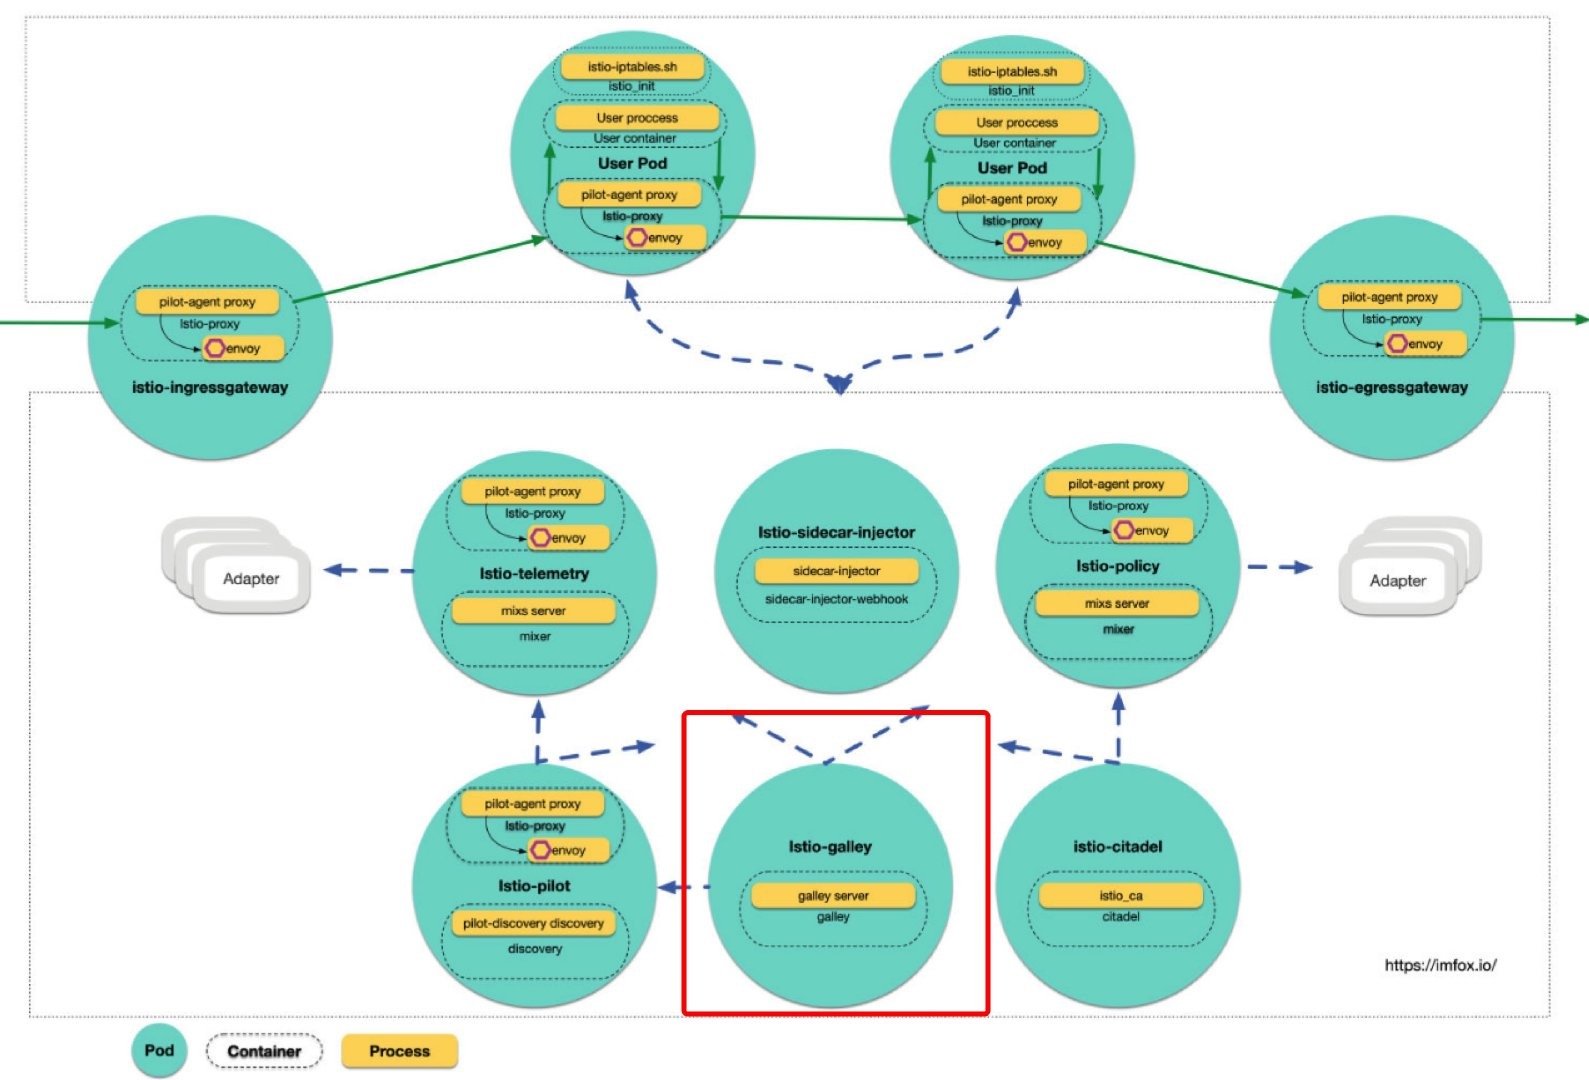 istio-iptables.sh
istio_init
User proccess
User container
User Pod
pilot-agent proxy
Istio-proxy
envoy
istio-iptables.sh
istio_init
User proccess
User container
User Pod
pilot-agent proxy
Istio-proxy
envoy
pilot-agent proxy
Istio-proxy
envoy
istio-ingressgateway
pilot-agent proxy
Istio-proxy
envoy
istio-egressgateway
Adapter
pilot-agent proxy
Istio-proxy
envoy
Istio-telemetry
mixs server
mixer
Istio-sidecar-injector
sidecar-injector
sidecar-injector-webhook
pilot-agent proxy
Istio-proxy
envoy
Istio-policy
mixs server
mixer
Adapter
pilot-agent proxy
Istio-proxy
envoy
Istio-pilot
pilot-discovery discovery
discovery
Istio-galley
galley server
galley
istio-citadel
istio_ca
citadel
https://imfox.io/
Pod
Container
Process